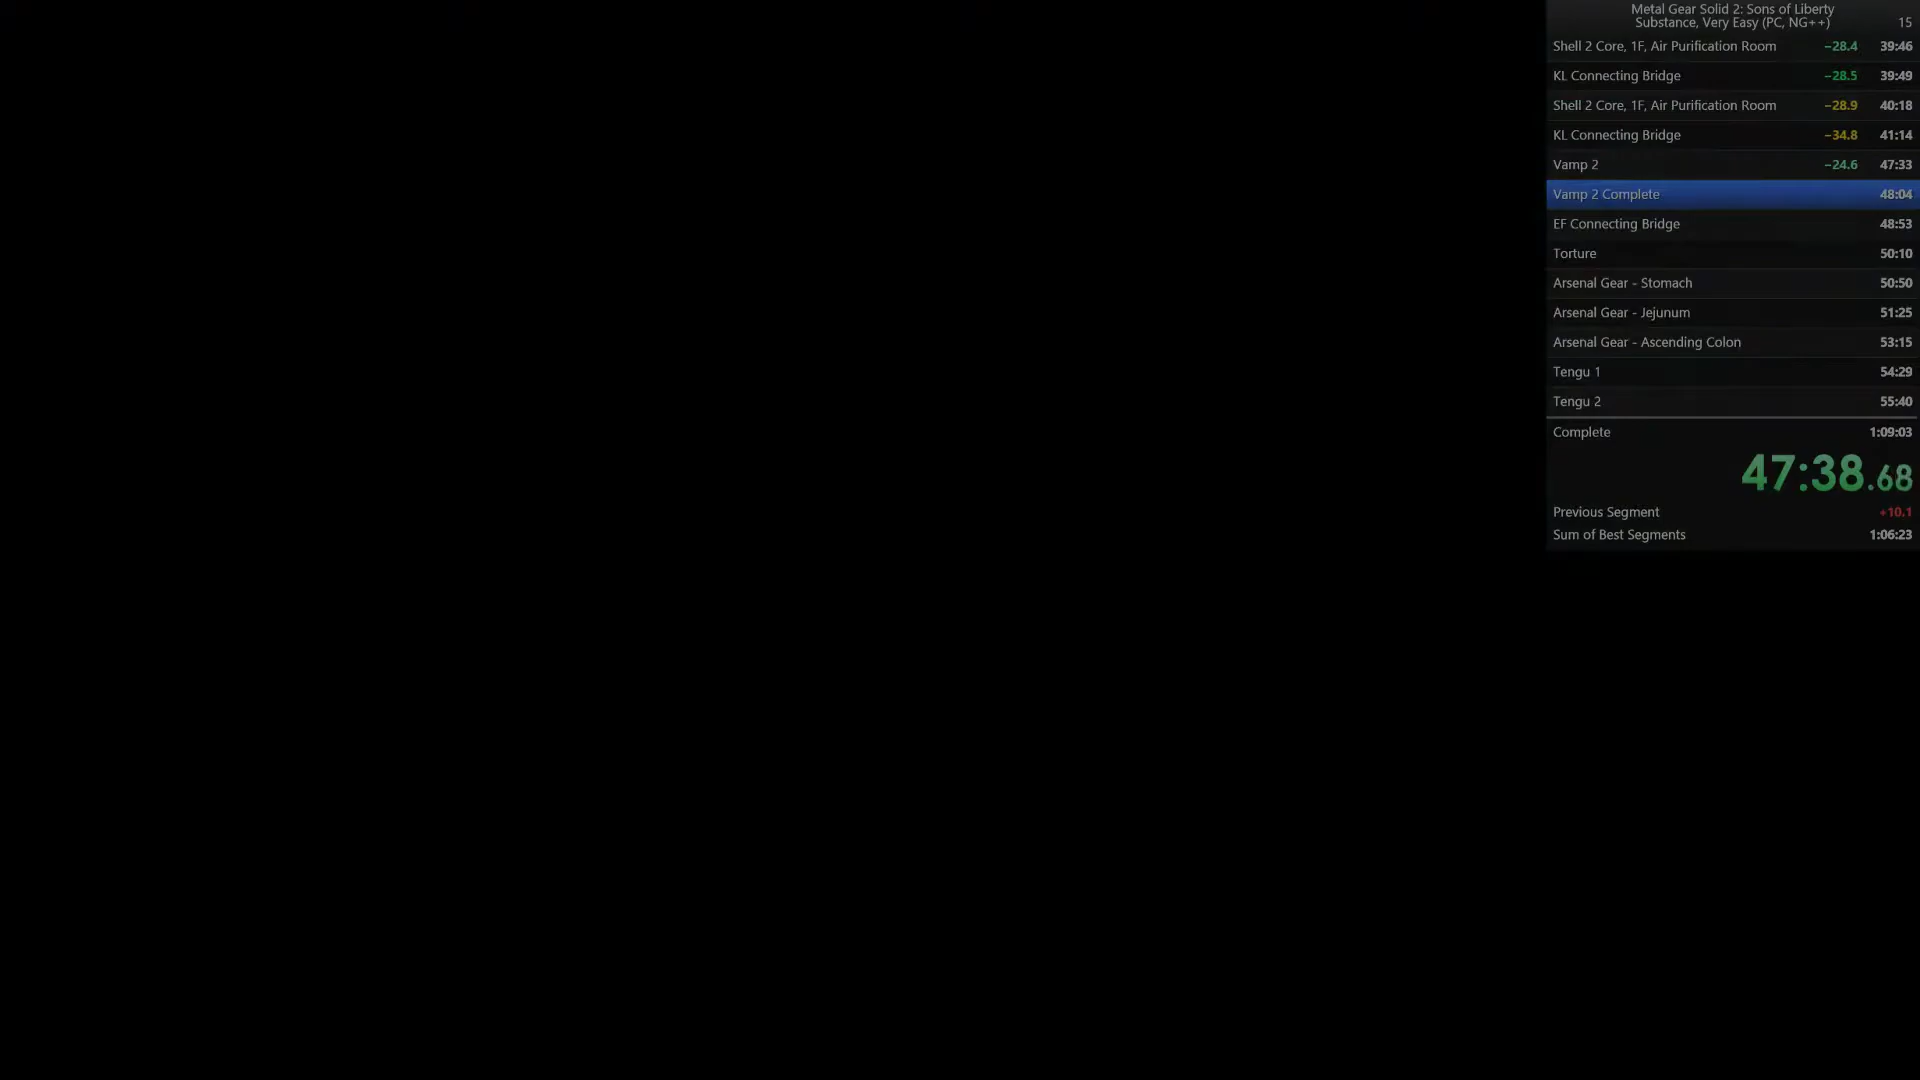 Metal Gear Solid 2: Sons of Liberty
Substance, Very Easy (PC, NG++) 15
Shell 2 Core, 1F, Air Purification Room −28.4 39:46
KL Connecting Bridge −28.5 39:49
Shell 2 Core, 1F, Air Purification Room −28.9 40:18
KL Connecting Bridge −34.8 41:14
Vamp 2 −24.6 47:33
Vamp 2 Complete 48:04
EF Connecting Bridge 48:53
Torture 50:10
Arsenal Gear - Stomach 50:50
Arsenal Gear - Jejunum 51:25
Arsenal Gear - Ascending Colon 53:15
Tengu 1 54:29
Tengu 2 55:40
Complete 1:09:03
47:38.68
Previous Segment +10.1
Sum of Best Segments 1:06:23